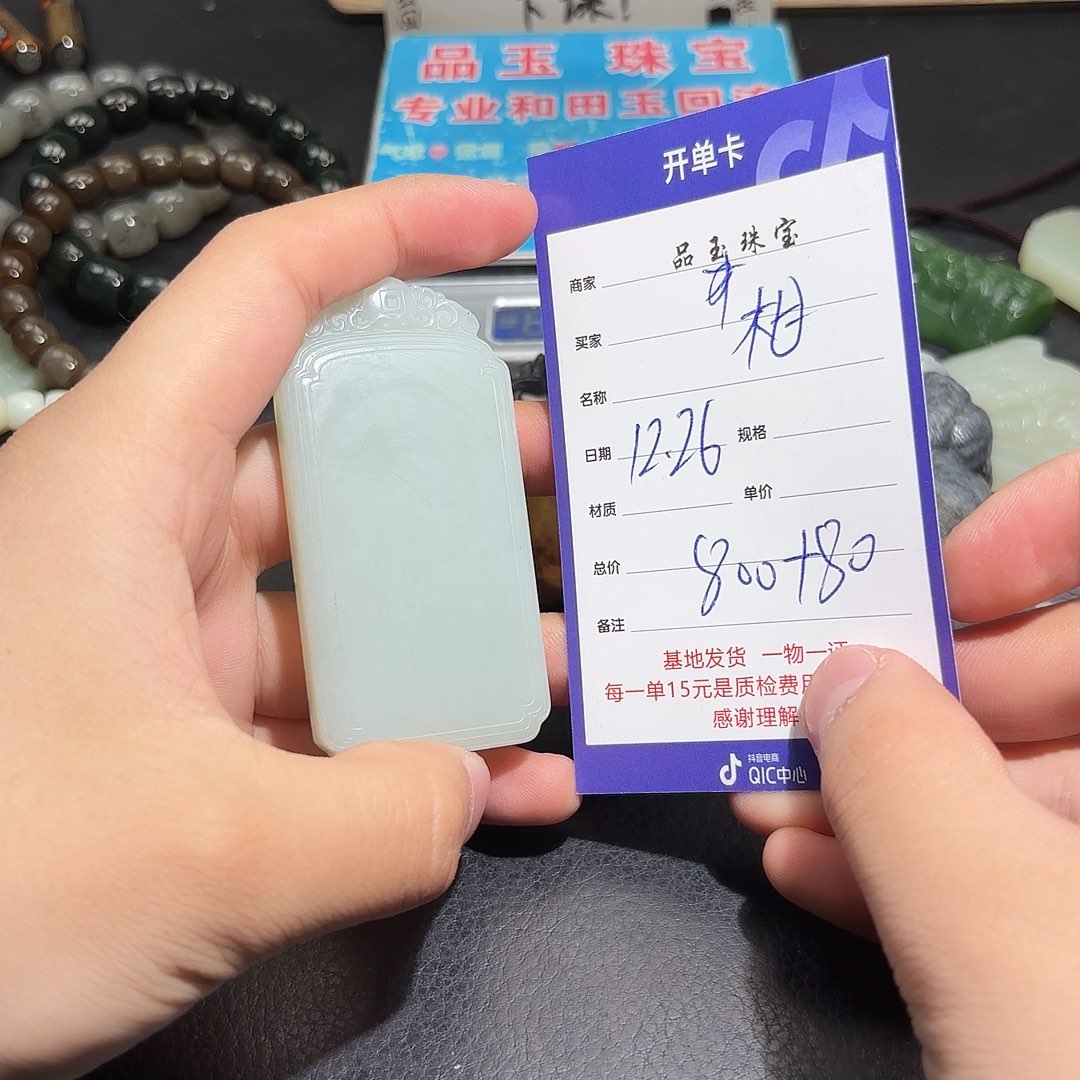 品玉 珠宝
专业和田玉回流
开单卡
商家 品玉珠宝
买家
柑
名称
日期 12.26 规格
材质 单价
总价 800+80
备注
基地发货 一物一证
每一单15元是质检费用
感谢理解
抖音电商
QIC中心